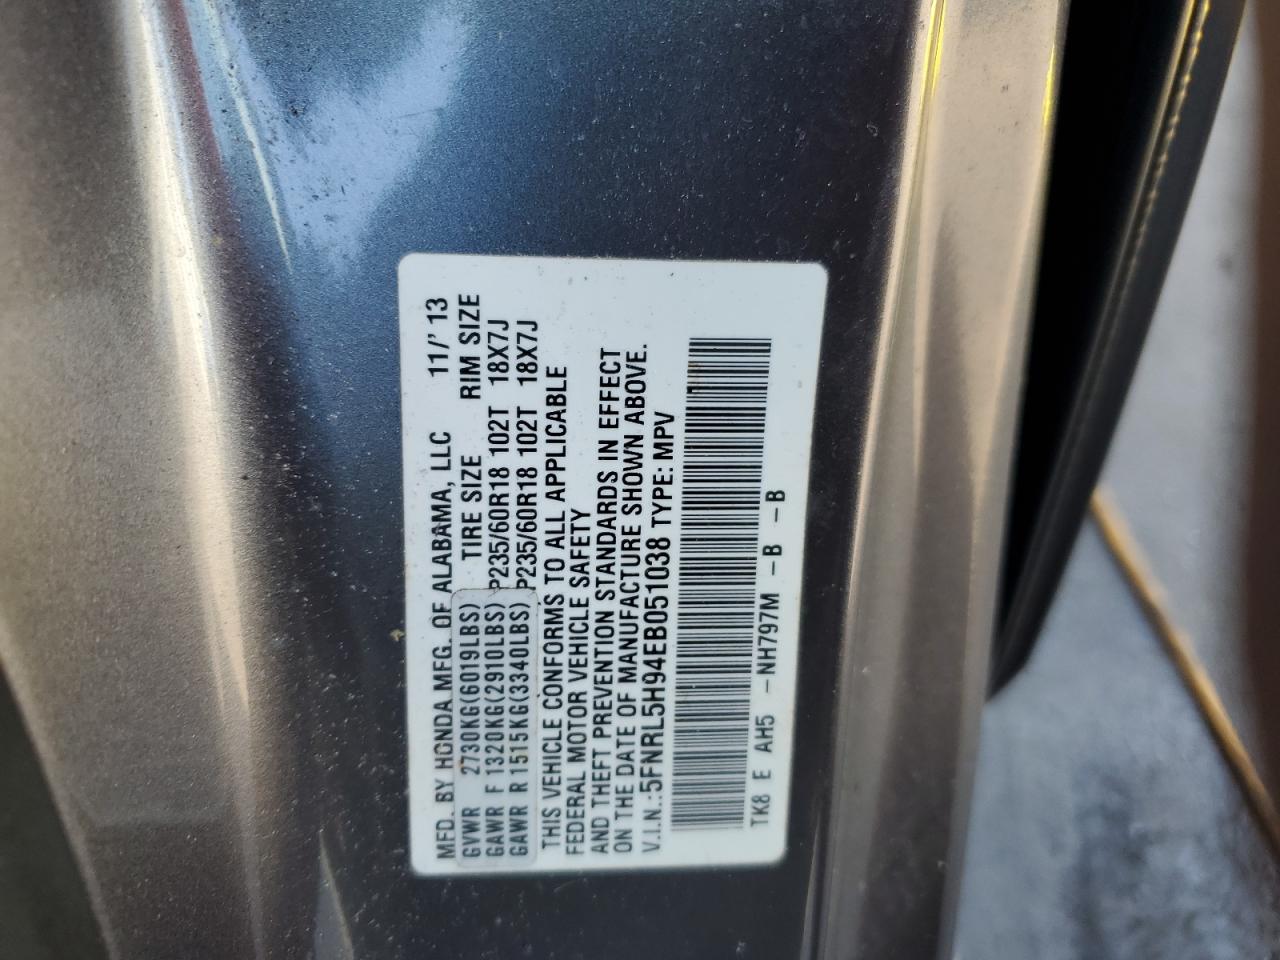 MFD. BY HONDA MFG. OF ALABAMA, LLC 11/'13
GVWR 2730KG(6019LBS) TIRE SIZE RIM SIZE
GAWR F 1320KG(2910LBS) P235/60R18 102T 18X7J
GAWR R 1515KG(3340LBS) P235/60R18 102T 18X7J
THIS VEHICLE CONFORMS TO ALL APPLICABLE
FEDERAL MOTOR VEHICLE SAFETY
AND THEFT PREVENTION STANDARDS IN EFFECT
ON THE DATE OF MANUFACTURE SHOWN ABOVE.
V.I.N.:5FNRL5H94EB051038 TYPE: MPV
TK8 E AH5 -NH797M -B -B